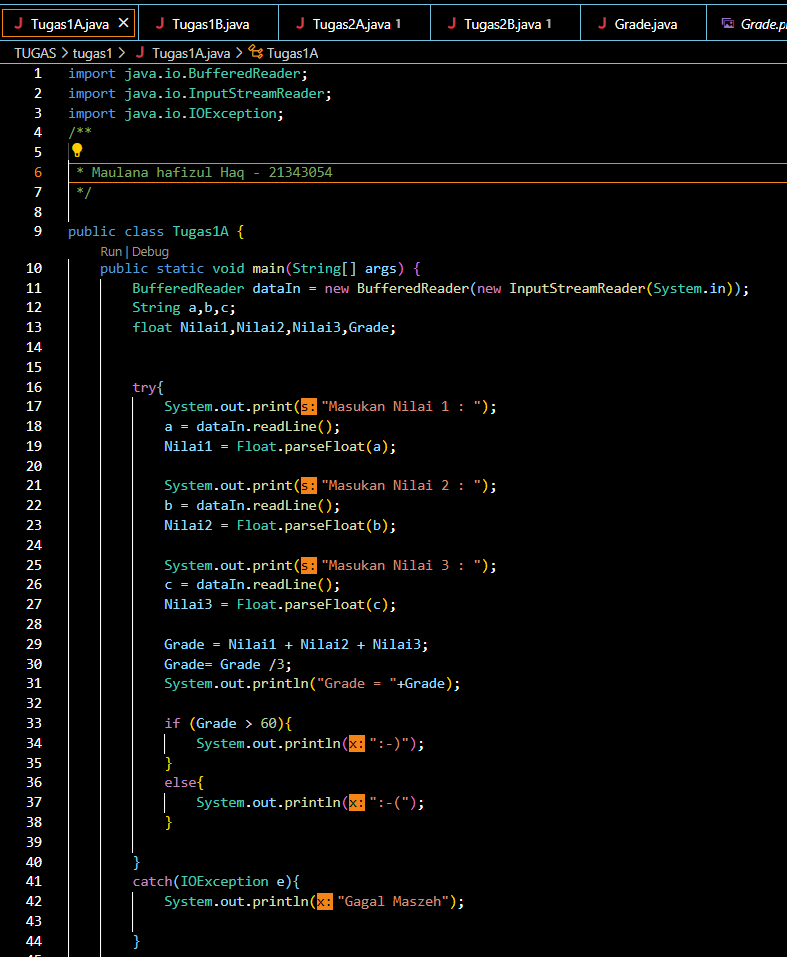 Tugas1A.java Tugas1B.java Tugas2A.java 1 Tugas2B.java 1 Grade.java
TUGAS > tugas1 > Tugas1A.java > Tugas1A
1 import java.io.BufferedReader;
2 import java.io.InputStreamReader;
3 import java.io.IOException;
4 /**
5
6 * Maulana hafizul Haq - 21343054
7 */
8
9 public class Tugas1A {
Run | Debug
10 public static void main(String[] args) {
11 BufferedReader dataIn = new BufferedReader(new InputStreamReader(System.in));
12 String a,b,c;
13 float Nilai1,Nilai2,Nilai3,Grade;
14
15
16 try{
17 System.out.print(s: "Masukan Nilai 1 : ");
18 a = dataIn.readLine();
19 Nilai1 = Float.parseFloat(a);
20
21 System.out.print(s: "Masukan Nilai 2 : ");
22 b = dataIn.readLine();
23 Nilai2 = Float.parseFloat(b);
24
25 System.out.print(s: "Masukan Nilai 3 : ");
26 c = dataIn.readLine();
27 Nilai3 = Float.parseFloat(c);
28
29 Grade = Nilai1 + Nilai2 + Nilai3;
30 Grade= Grade /3;
31 System.out.println("Grade = "+Grade);
32
33 if (Grade > 60){
34 System.out.println(x: ":-)");
35 }
36 else{
37 System.out.println(x: ":-(");
38 }
39
40 }
41 catch(IOException e){
42 System.out.println(x: "Gagal Maszeh");
43
44 }